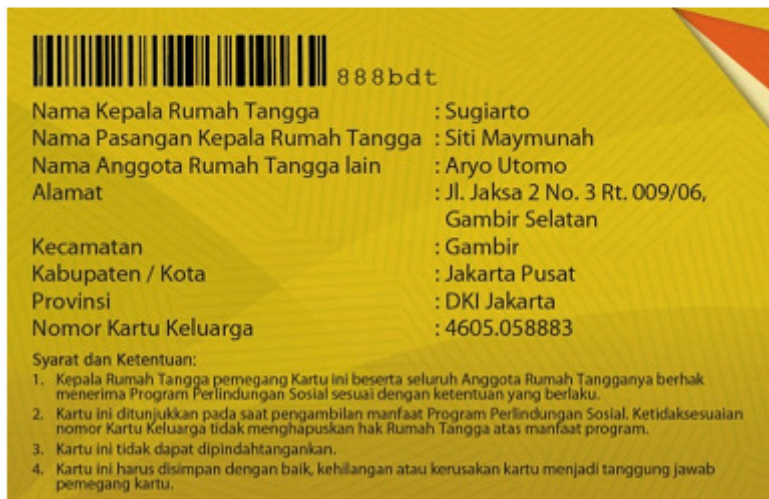 888bdt
Nama Kepala Rumah Tangga : Sugiarto
Nama Pasangan Kepala Rumah Tangga : Siti Maymunah
Nama Anggota Rumah Tangga lain : Aryo Utomo
Alamat : Jl. Jaksa 2 No. 3 Rt. 009/06,
Gambir Selatan
Kecamatan : Gambir
Kabupaten / Kota : Jakarta Pusat
Provinsi : DKI Jakarta
Nomor Kartu Keluarga : 4605.058883
Syarat dan Ketentuan:
1. Kepala Rumah Tangga pemegang Kartu ini beserta seluruh Anggota Rumah Tangganya berhak
menerima Program Perlindungan Sosial sesuai dengan ketentuan yang berlaku.
2. Kartu ini ditunjukkan pada saat pengambilan manfaat Program Perlindungan Sosial. Ketidaksesuaian
nomor Kartu Keluarga tidak menghapuskan hak Rumah Tangga atas manfaat program.
3. Kartu ini tidak dapat dipindahtangankan.
4. Kartu ini harus disimpan dengan baik, kehilangan atau kerusakan kartu menjadi tanggung jawab
pemegang kartu.